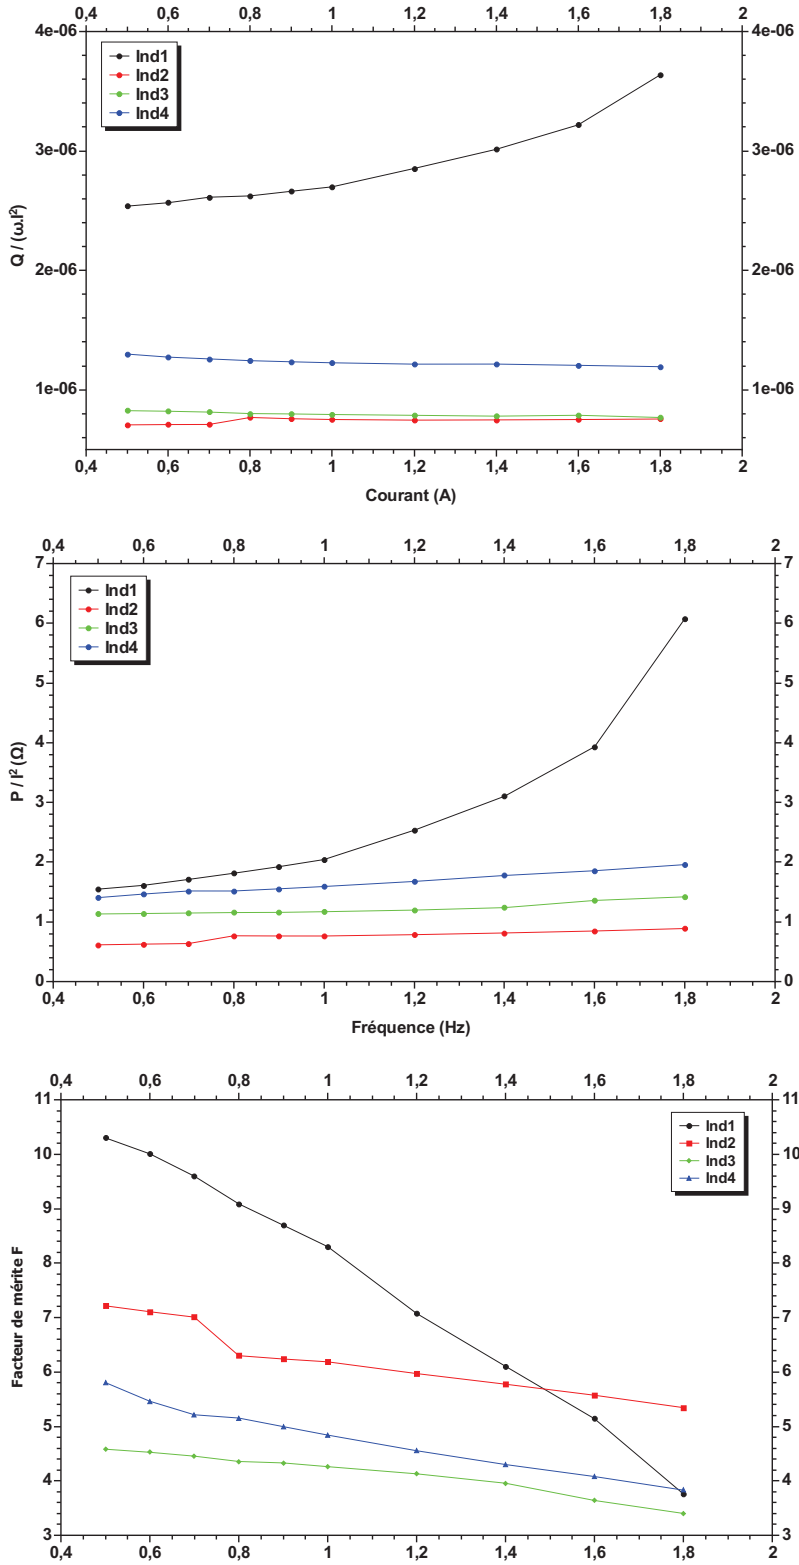 0,4 0,6 0,8 1 1,2 1,4 1,6 1,8 2
4e-06 4e-06
Ind1
Ind2
Ind3
Ind4
3e-06 3e-06
Q / (ω.I²)
2e-06 2e-06
1e-06 1e-06
0,4 0,6 0,8 1 1,2 1,4 1,6 1,8 2
Courant (A)
0,4 0,6 0,8 1 1,2 1,4 1,6 1,8 2
7 7
Ind1
Ind2
Ind3
Ind4
6 6
5 5
4 4
P / I² (Ω)
3 3
2 2
1 1
0 0
0,4 0,6 0,8 1 1,2 1,4 1,6 1,8 2
Fréquence (Hz)
0,4 0,6 0,8 1 1,2 1,4 1,6 1,8 2
11 11
Ind1
Ind2
Ind3
Ind4
10 10
9 9
8 8
7 7
Facteur de mérite F
6 6
5 5
4 4
3 3
0,4 0,6 0,8 1 1,2 1,4 1,6 1,8 2